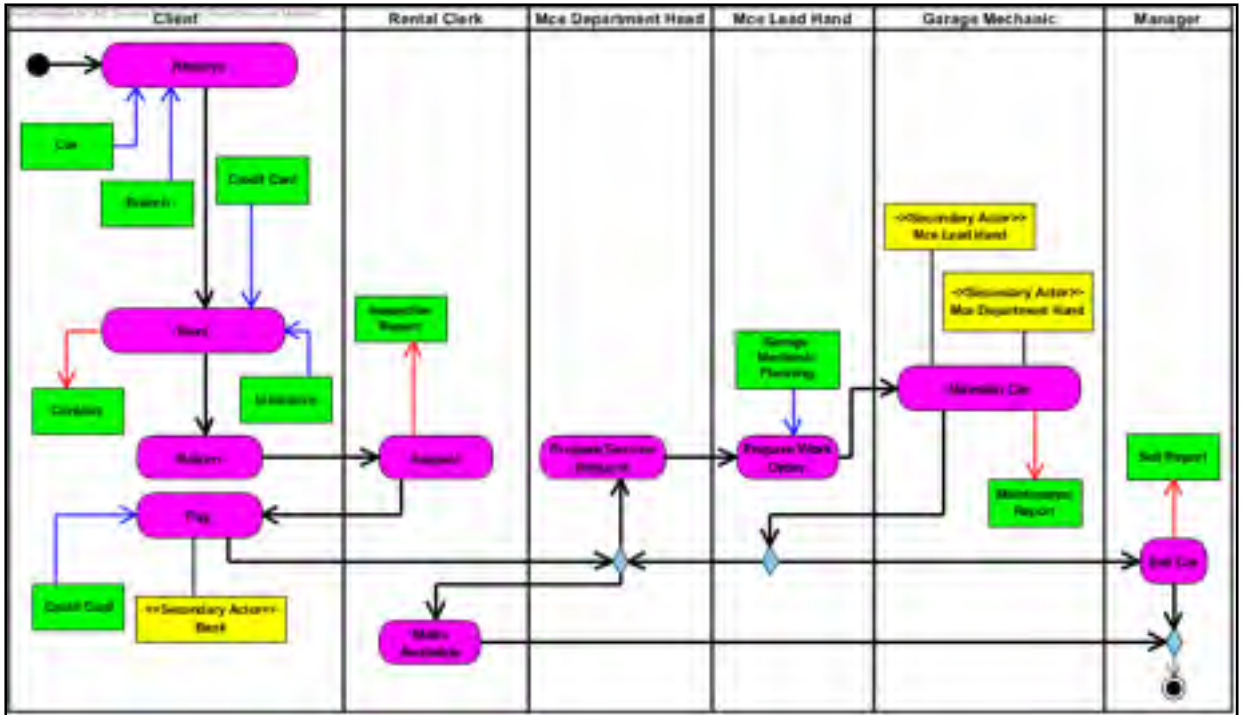 Client
Rental Clerk
Mce Department Head
Mce Lead Hand
Garage Mechanic
Manager
Reserve
Car
Branch
Credit Card
<<Secondary Actor>>
Mce Lead Hand
<<Secondary Actor>>
Mce Department Hand
Inspection
Report
Rent
Garage
Mechanic
Planning
Contract
Insurance
Maintain Car
Return
Inspect
Prepare Service
Request
Prepare Work
Order
Sell Report
Maintenance
Report
Pay
Credit Card
<<Secondary Actor>>
Bank
Make
Available
Sell Car